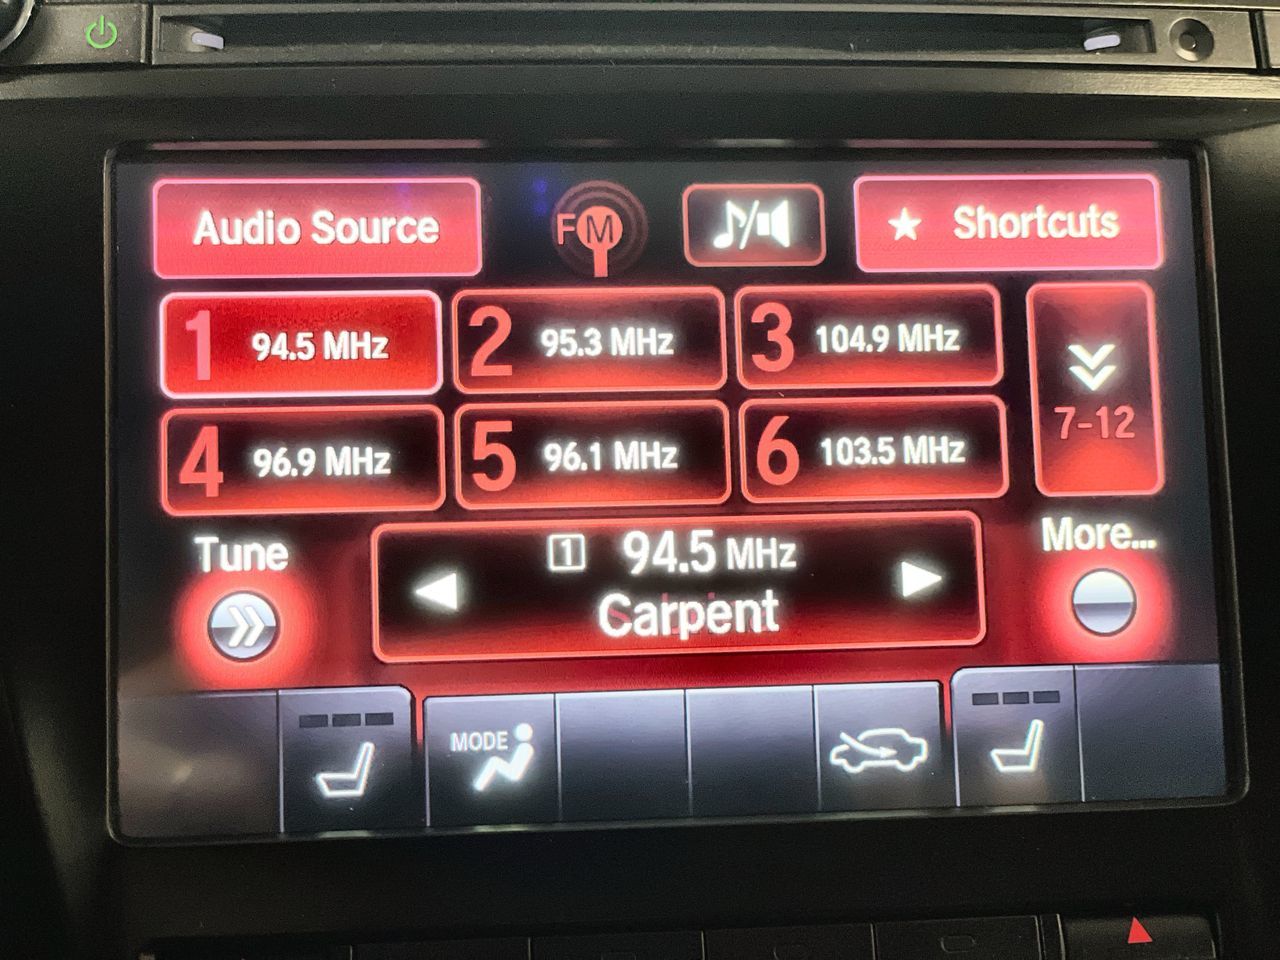 Audio Source
FM
Shortcuts
1 94.5 MHz
2 95.3 MHz
3 104.9 MHz
7-12
4 96.9 MHz
5 96.1 MHz
6 103.5 MHz
Tune
1 94.5 MHz
Carpent
More...
MODE